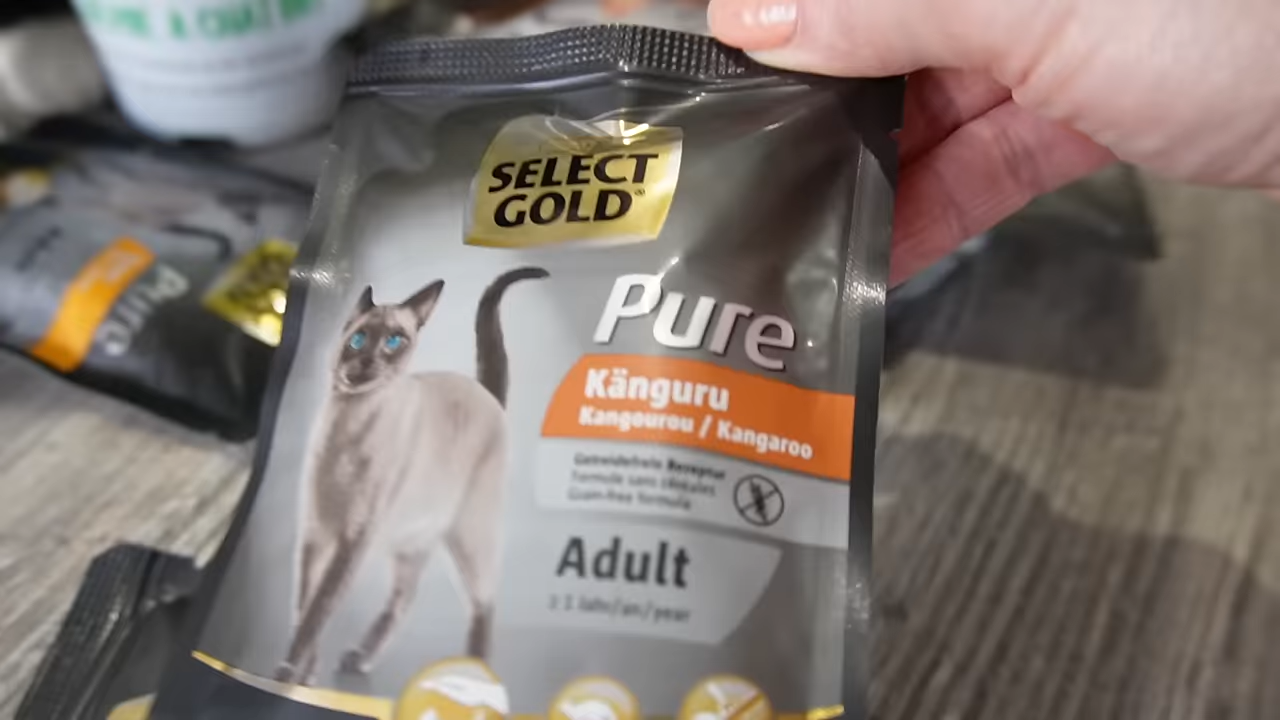 SELECT
GOLD
Pure
Känguru
Kangourou / Kangaroo
Getreidefreie Rezeptur
Formule sans céréales
Grain-free formula
Adult
≥ 1 Jahr/an/year
Pure